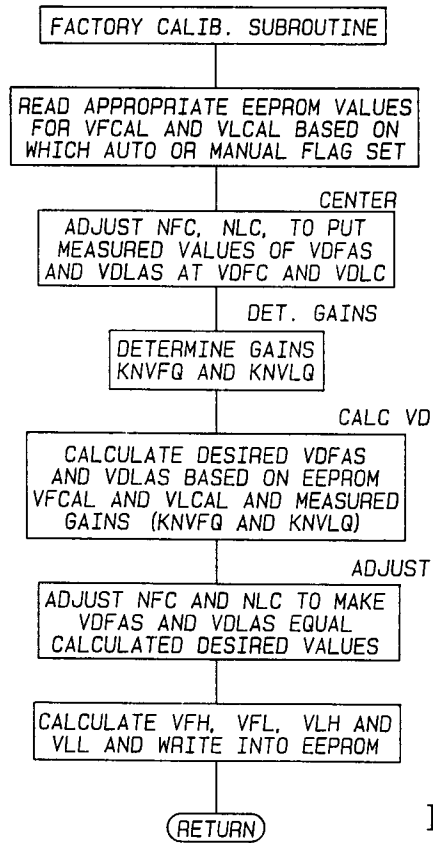 FACTORY CALIB. SUBROUTINE
READ APPROPRIATE EEPROM VALUES
FOR VFCAL AND VLCAL BASED ON
WHICH AUTO OR MANUAL FLAG SET
CENTER
ADJUST NFC, NLC, TO PUT
MEASURED VALUES OF VDFAS
AND VDLAS AT VDFC AND VDLC
DET. GAINS
DETERMINE GAINS
KNVFQ AND KNVLQ
CALC VD
CALCULATE DESIRED VDFAS
AND VDLAS BASED ON EEPROM
VFCAL AND VLCAL AND MEASURED
GAINS (KNVFQ AND KNVLQ)
ADJUST
ADJUST NFC AND NLC TO MAKE
VDFAS AND VDLAS EQUAL
CALCULATED DESIRED VALUES
CALCULATE VFH, VFL, VLH AND
VLL AND WRITE INTO EEPROM
RETURN